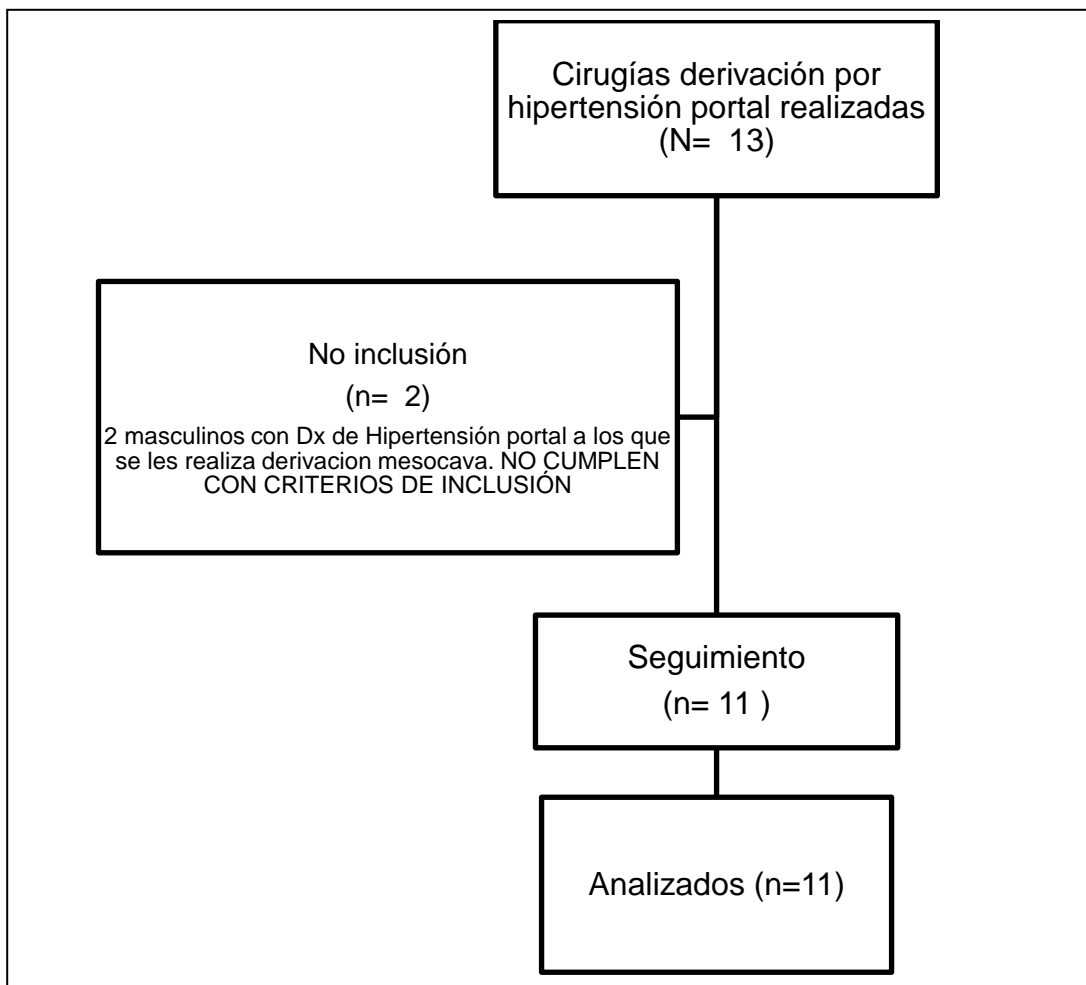 Cirugías derivación por
hipertensión portal realizadas
(N= 13)
No inclusión
(n= 2)
2 masculinos con Dx de Hipertensión portal a los que
se les realiza derivacion mesocava. NO CUMPLEN
CON CRITERIOS DE INCLUSIÓN
Seguimiento
(n= 11 )
Analizados (n=11)